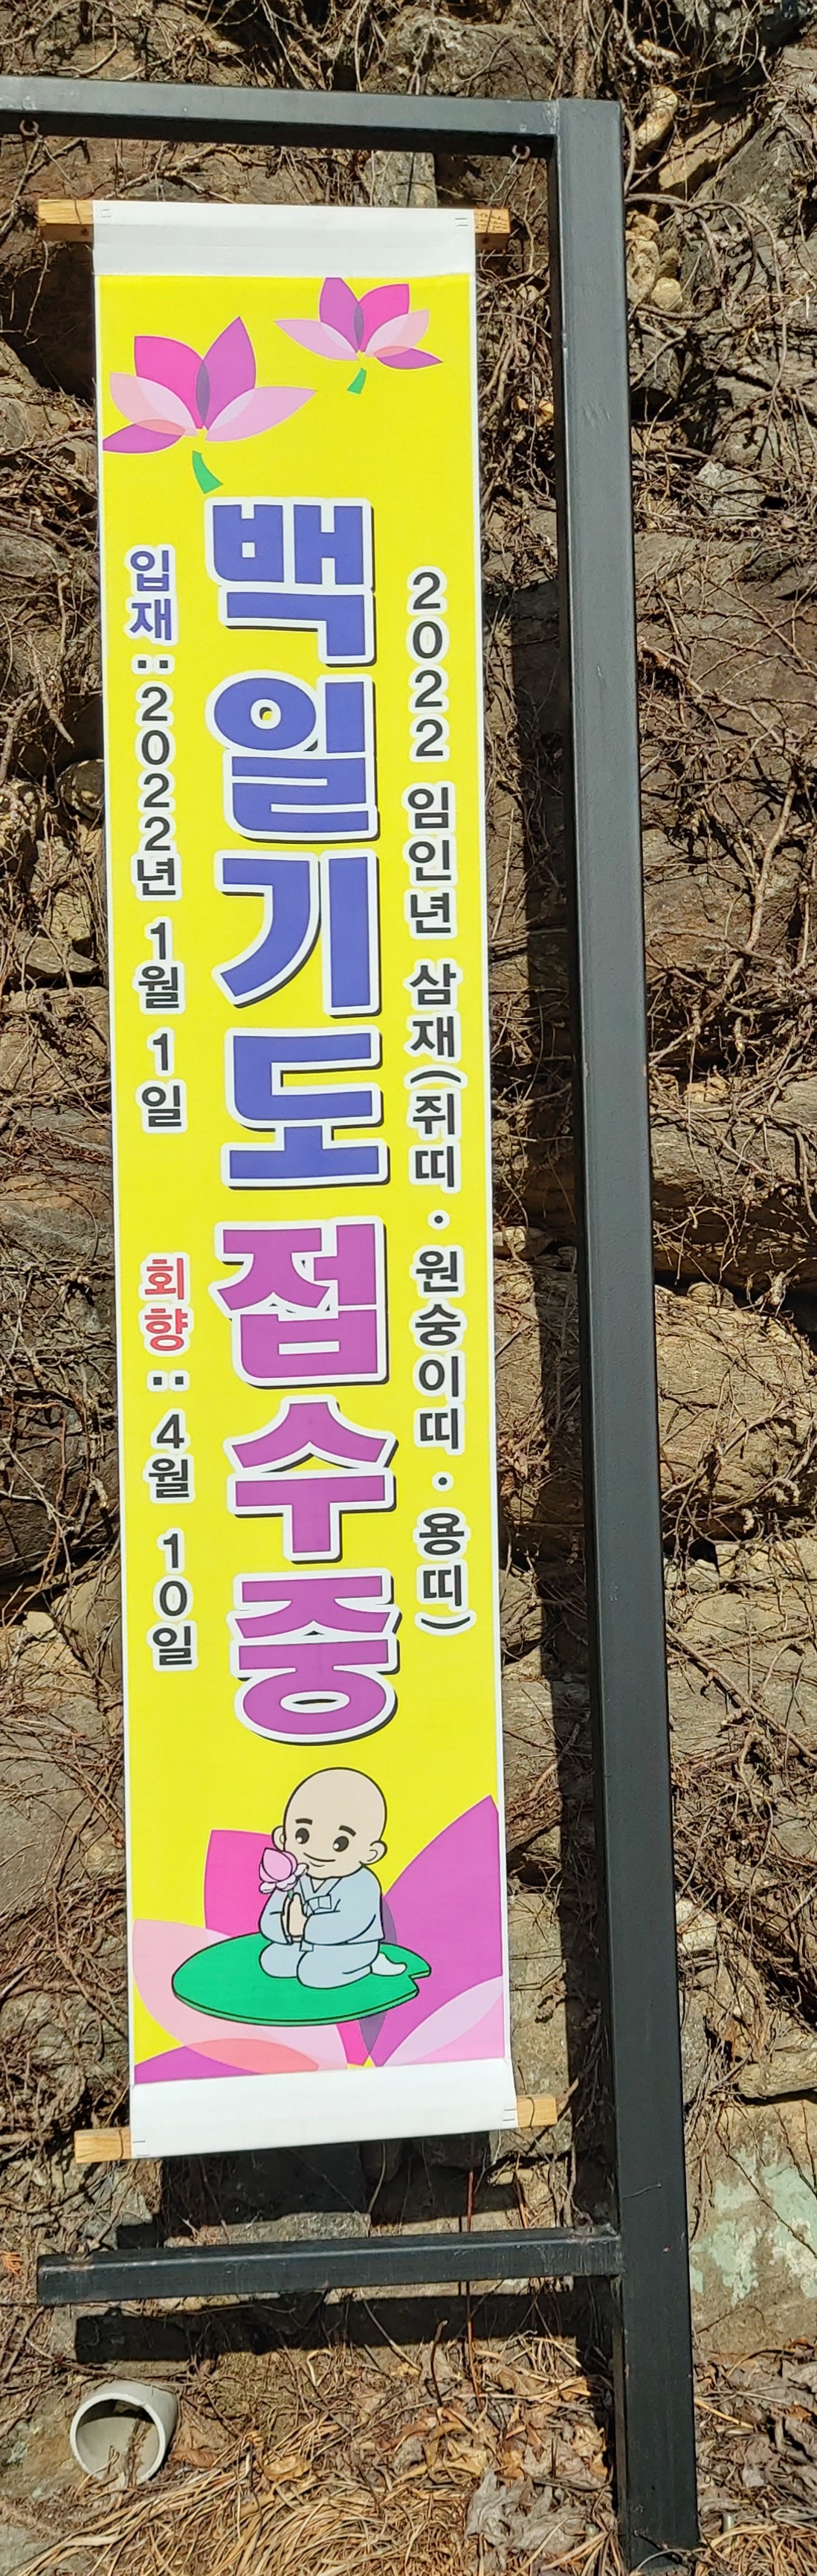 2022 임인년 삼재(쥐띠·원숭이띠·용띠)
백일기도 접수중
입재:2022년 1월 1일 회향:4월 10일